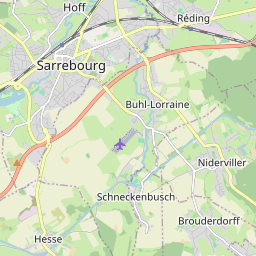 Hoff
Réding
Sarrebourg
Buhl-Lorraine
Niderviller
Schneckenbusch
Brouderdorff
Hesse